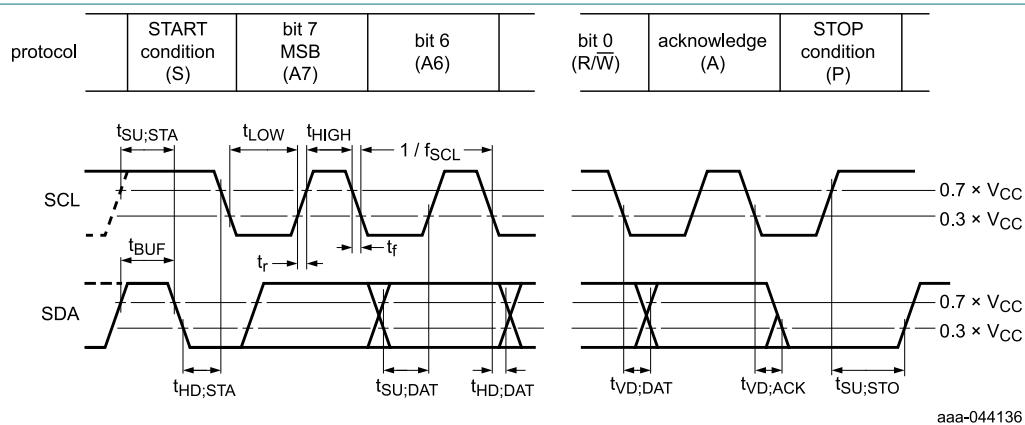 protocol
START
condition
(S)
bit 7
MSB
(A7)
bit 6
(A6)
bit 0
(R/W̅)
acknowledge
(A)
STOP
condition
(P)
tSU;STA
tLOW
tHIGH
1 / fSCL
SCL
0.7 × VCC
0.3 × VCC
tBUF
tr
tf
SDA
0.7 × VCC
0.3 × VCC
tHD;STA
tSU;DAT
tHD;DAT
tVD;DAT
tVD;ACK
tSU;STO
aaa-044136